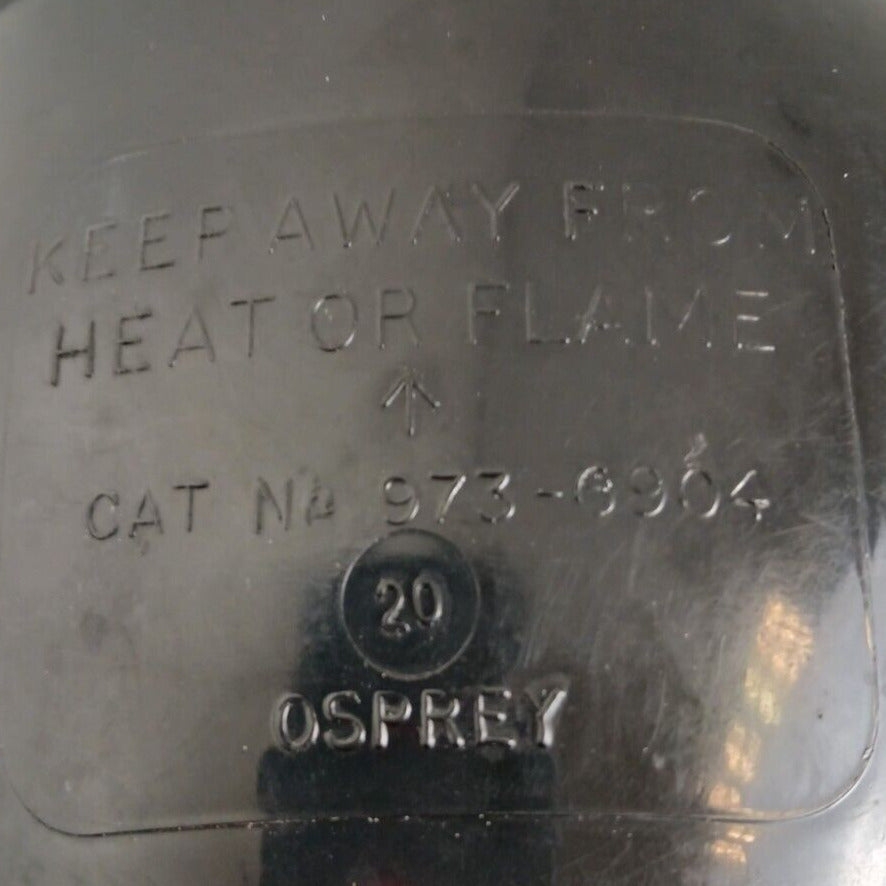 KEEP AWAY FROM
HEAT OR FLAME
↑
CAT No 973-6904
20
OSPREY